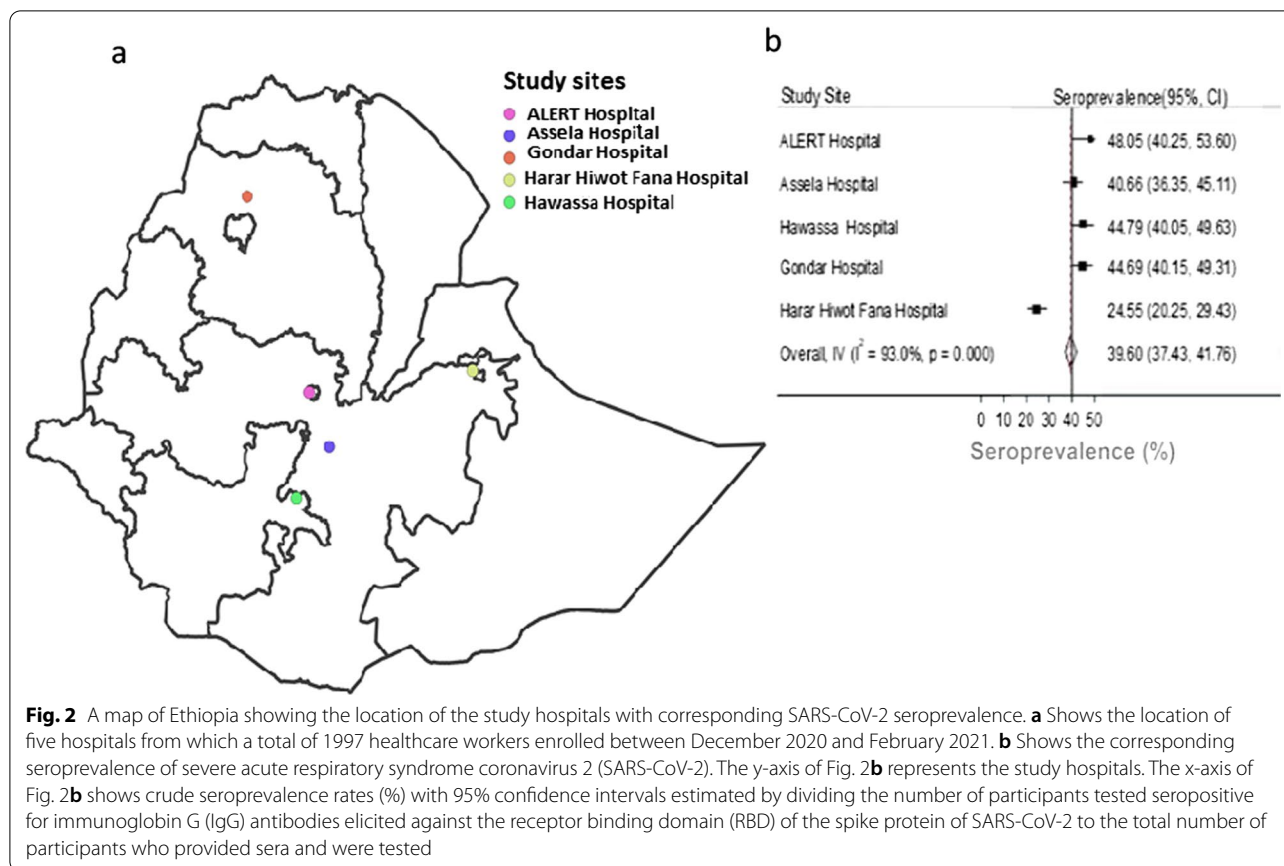 a
Study sites
ALERT Hospital
Assela Hospital
Gondar Hospital
Harar Hiwot Fana Hospital
Hawassa Hospital
b
Study Site Seroprevalence(95%, CI)
ALERT Hospital 48.05 (40.25, 53.60)
Assela Hospital 40.66 (36.35, 45.11)
Hawassa Hospital 44.79 (40.05, 49.63)
Gondar Hospital 44.69 (40.15, 49.31)
Harar Hiwot Fana Hospital 24.55 (20.25, 29.43)
Overall, IV (I² = 93.0%, p = 0.000) 39.60 (37.43, 41.76)
0 10 20 30 40 50
Seroprevalence (%)
Fig. 2 A map of Ethiopia showing the location of the study hospitals with corresponding SARS-CoV-2 seroprevalence. a Shows the location of
five hospitals from which a total of 1997 healthcare workers enrolled between December 2020 and February 2021. b Shows the corresponding
seroprevalence of severe acute respiratory syndrome coronavirus 2 (SARS-CoV-2). The y-axis of Fig. 2b represents the study hospitals. The x-axis of
Fig. 2b shows crude seroprevalence rates (%) with 95% confidence intervals estimated by dividing the number of participants tested seropositive
for immunoglobin G (IgG) antibodies elicited against the receptor binding domain (RBD) of the spike protein of SARS-CoV-2 to the total number of
participants who provided sera and were tested